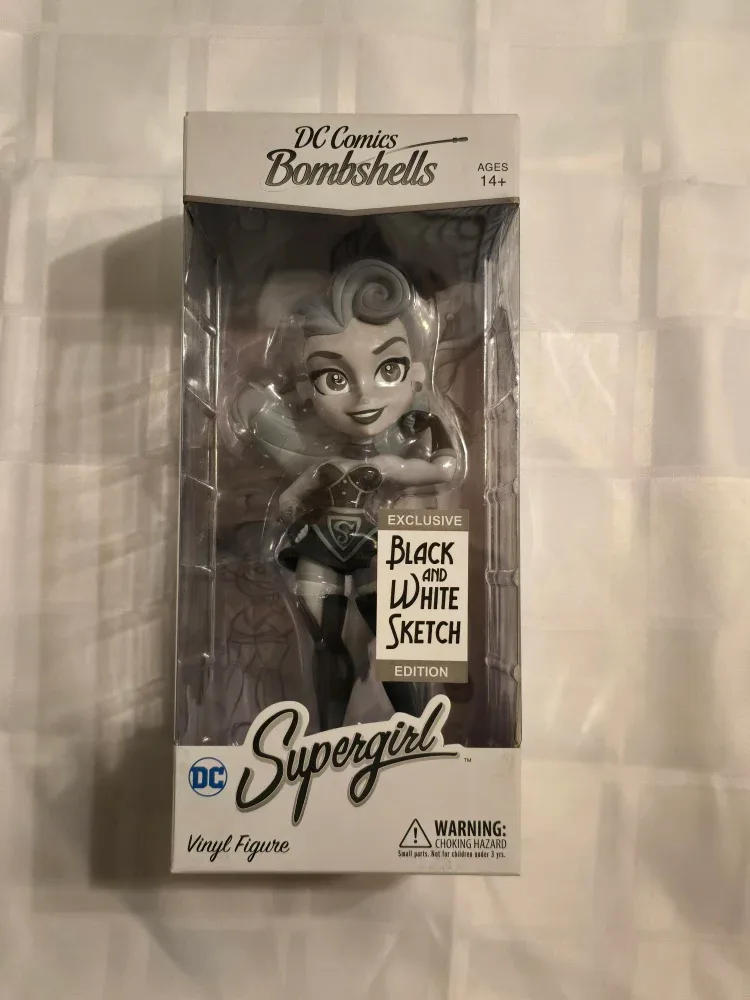 DC Comics
Bombshells
AGES
14+
S
EXCLUSIVE
BLACK
AND
WHITE
SKETCH
EDITION
Supergirl
™
DC
Vinyl Figure
WARNING:
CHOKING HAZARD
Small parts. Not for children under 3 yrs.